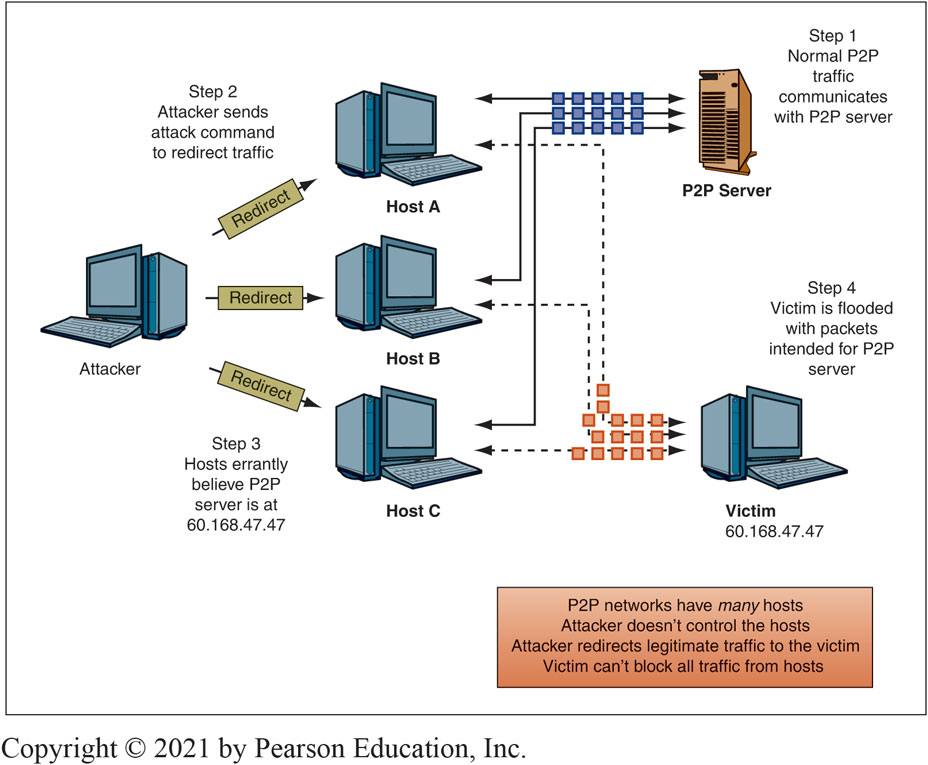 Step 1
Normal P2P
traffic
communicates
with P2P server
P2P Server
Step 2
Attacker sends
attack command
to redirect traffic
Redirect
Host A
Redirect
Host B
Attacker
Redirect
Host C
Step 3
Hosts errantly
believe P2P
server is at
60.168.47.47
Step 4
Victim is flooded
with packets
intended for P2P
server
Victim
60.168.47.47
P2P networks have many hosts
Attacker doesn't control the hosts
Attacker redirects legitimate traffic to the victim
Victim can't block all traffic from hosts
Copyright © 2021 by Pearson Education, Inc.